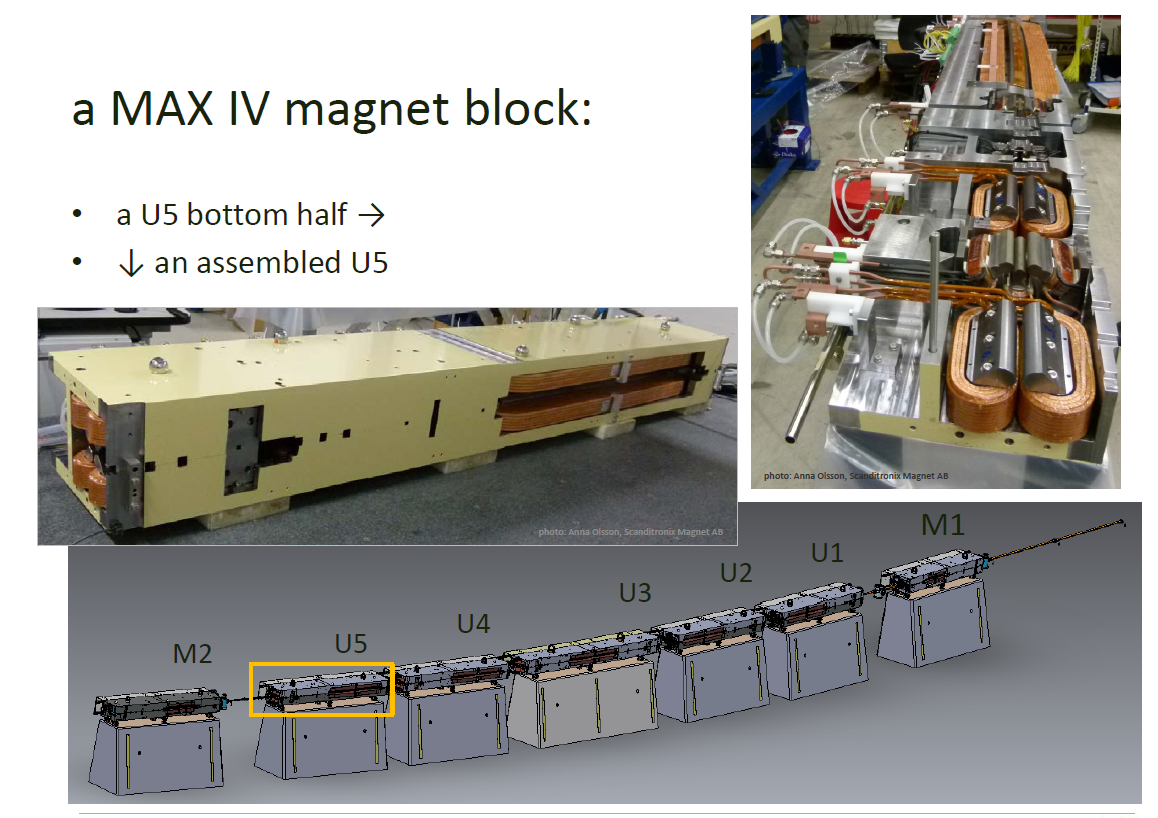 a MAX IV magnet block:
• a U5 bottom half →
• ↓ an assembled U5
photo: Anna Olsson, Scanditronix Magnet AB
photo: Anna Olsson, Scanditronix Magnet AB
M1
U1
U2
U3
U4
U5
M2